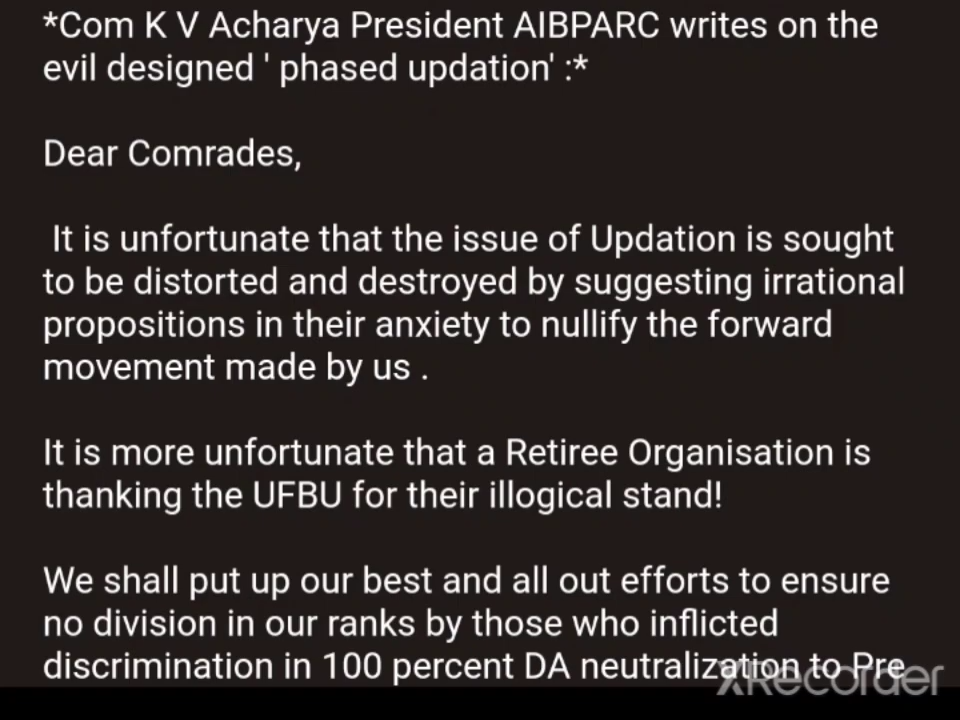 *Com K V Acharya President AIBPARC writes on the
evil designed ' phased updation' :*
Dear Comrades,
It is unfortunate that the issue of Updation is sought
to be distorted and destroyed by suggesting irrational
propositions in their anxiety to nullify the forward
movement made by us .
It is more unfortunate that a Retiree Organisation is
thanking the UFBU for their illogical stand!
We shall put up our best and all out efforts to ensure
no division in our ranks by those who inflicted
discrimination in 100 percent DA neutralization to Pre
XRecorder